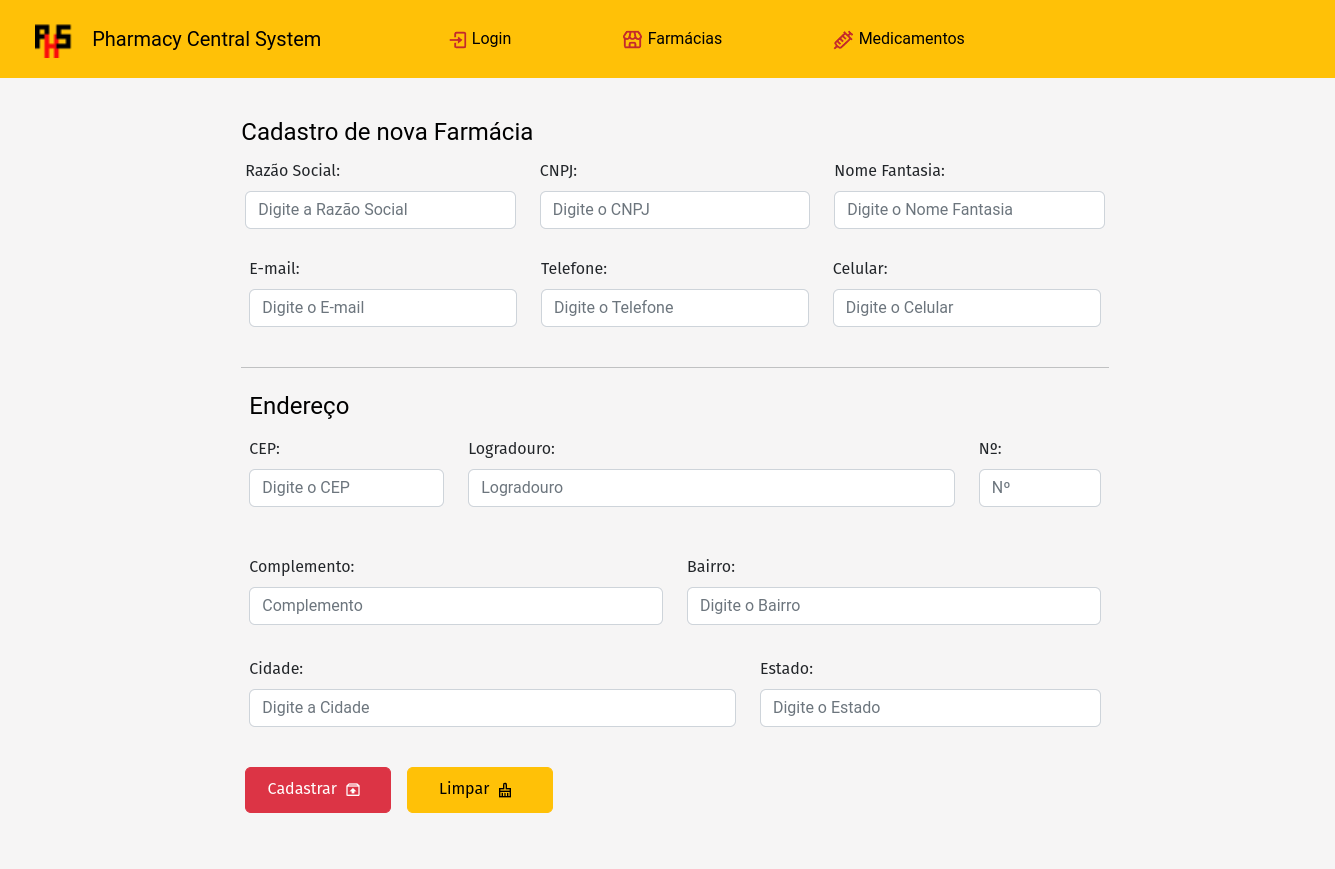 PHS Pharmacy Central System Login Farmácias Medicamentos
Cadastro de nova Farmácia
Razão Social: CNPJ: Nome Fantasia:
Digite a Razão Social Digite o CNPJ Digite o Nome Fantasia
E-mail: Telefone: Celular:
Digite o E-mail Digite o Telefone Digite o Celular
Endereço
CEP: Logradouro: Nº:
Digite o CEP Logradouro Nº
Complemento: Bairro:
Complemento Digite o Bairro
Cidade: Estado:
Digite a Cidade Digite o Estado
Cadastrar Limpar